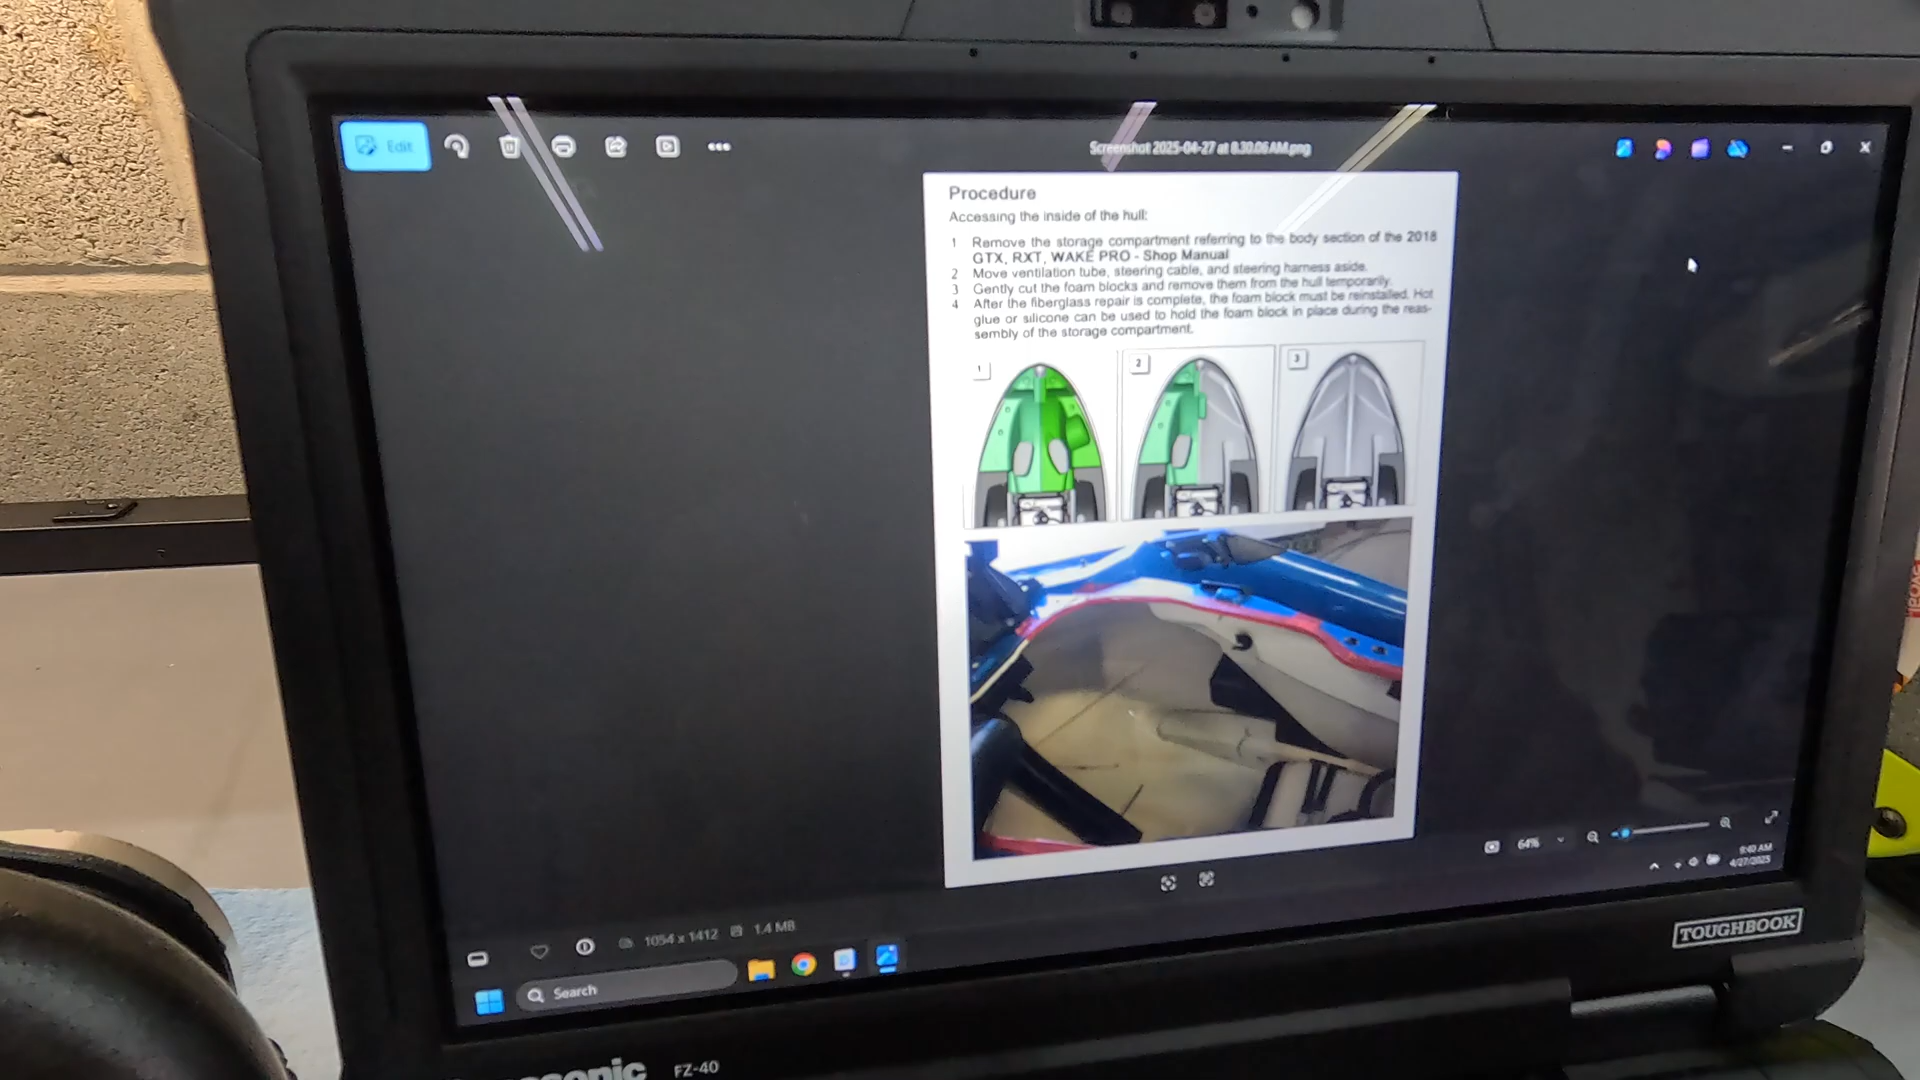 Edit
Screenshot 2025-04-27 at 8.30.06 AM.png
Procedure
Accessing the inside of the hull:
1 Remove the storage compartment referring to the body section of the 2018
GTX, RXT, WAKE PRO - Shop Manual
2 Move ventilation tube, steering cable, and steering harness aside.
3 Gently cut the foam blocks and remove them from the hull temporarily.
4 After the fiberglass repair is complete, the foam block must be reinstalled. Hot
glue or silicone can be used to hold the foam block in place during the reas-
sembly of the storage compartment.
1
2
3
64%
1054 x 1412
1.4 MB
AM
4/27/2025
Search
TOUGHBOOK
sonic
FZ-40